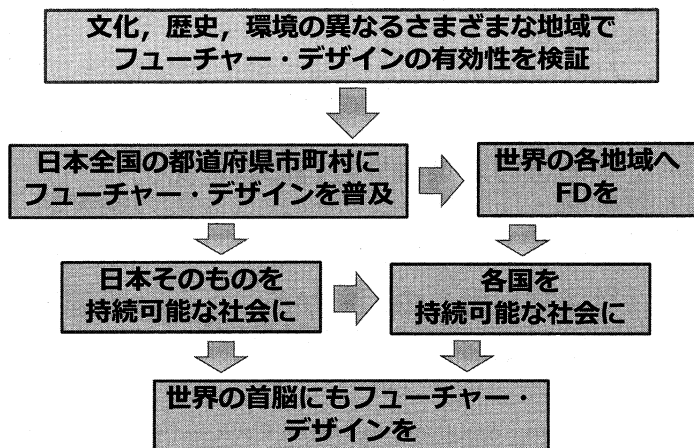 文化，歴史，環境の異なるさまざまな地域で
フューチャー・デザインの有効性を検証
日本全国の都道府県市町村に
フューチャー・デザインを普及
世界の各地域へ
FDを
日本そのものを
持続可能な社会に
各国を
持続可能な社会に
世界の首脳にもフューチャー・
デザインを